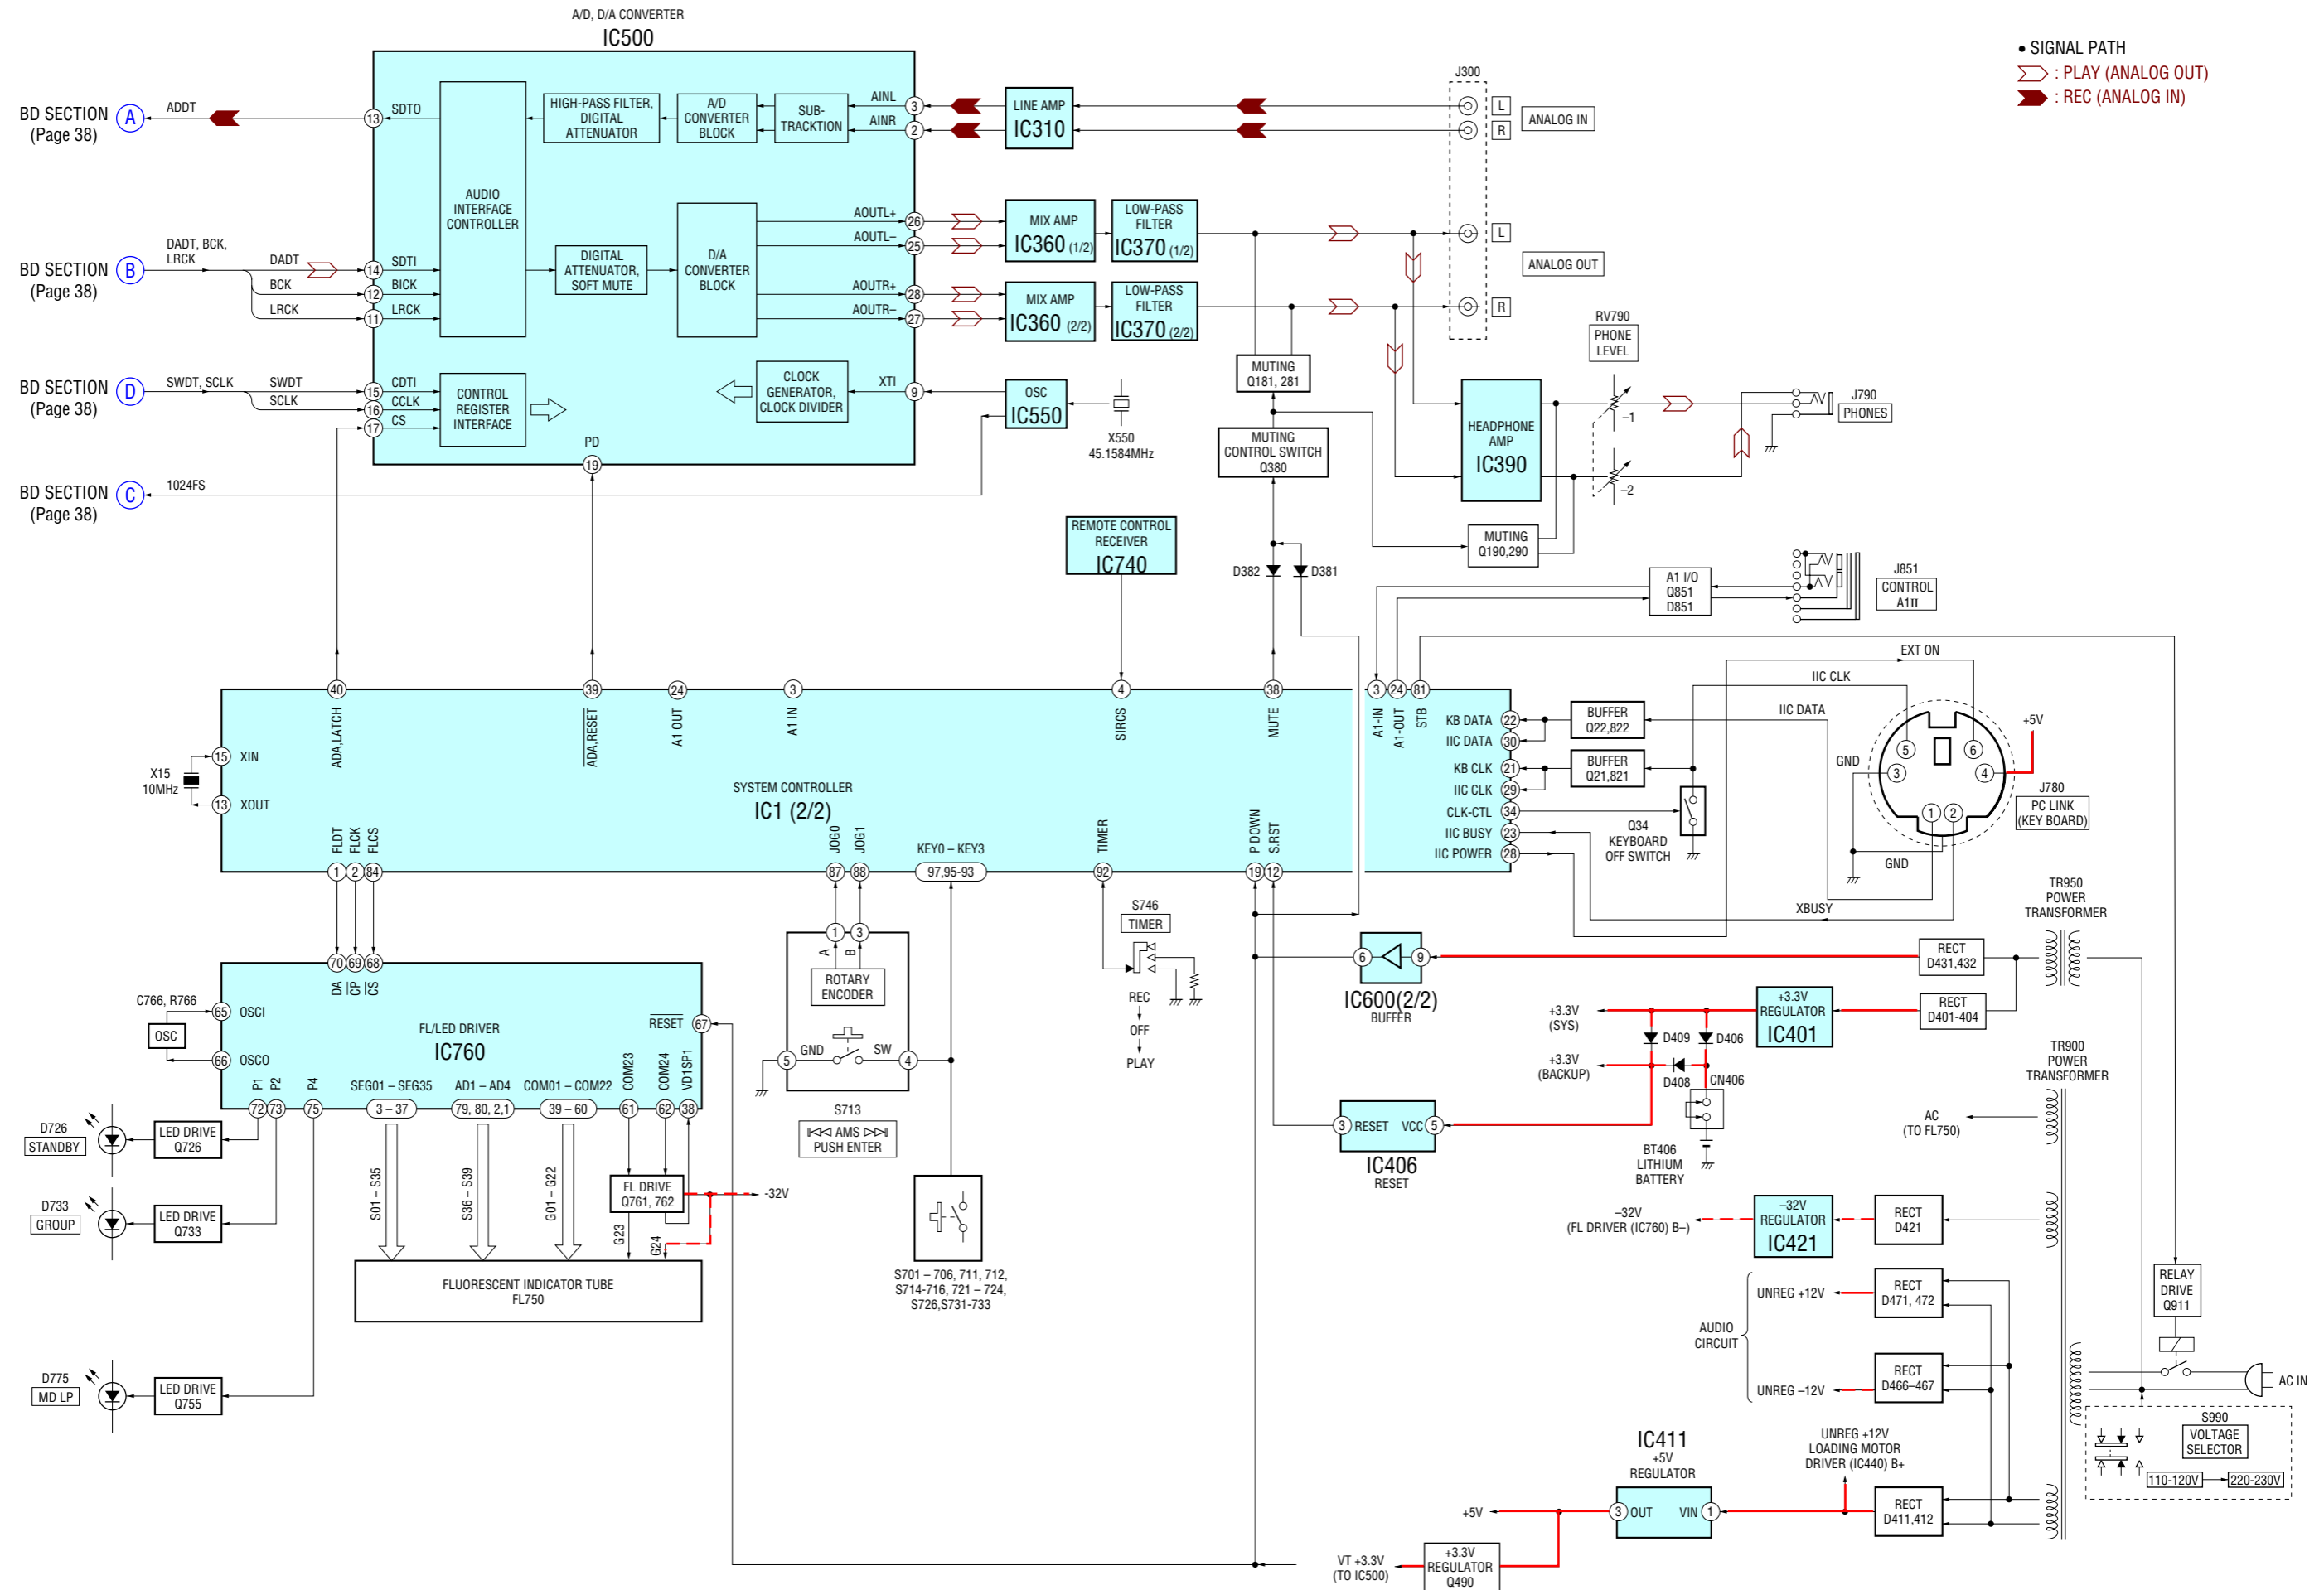 A/D, D/A CONVERTER
IC500
• SIGNAL PATH
: PLAY (ANALOG OUT)
: REC (ANALOG IN)
BD SECTION
(Page 38)
A
ADDT
13
SDTO
AUDIO
INTERFACE
CONTROLLER
HIGH-PASS FILTER,
DIGITAL
ATTENUATOR
A/D
CONVERTER
BLOCK
SUB-
TRACKTION
AINL
AINR
3
2
LINE AMP
IC310
J300
L
R
ANALOG IN
BD SECTION
(Page 38)
B
DADT, BCK,
LRCK
DADT
BCK
LRCK
14
12
11
SDTI
BICK
LRCK
DIGITAL
ATTENUATOR,
SOFT MUTE
D/A
CONVERTER
BLOCK
AOUTL+
AOUTL–
AOUTR+
AOUTR–
26
25
28
27
MIX AMP
IC360 (1/2)
LOW-PASS
FILTER
IC370 (1/2)
MIX AMP
IC360 (2/2)
LOW-PASS
FILTER
IC370 (2/2)
L
ANALOG OUT
R
BD SECTION
(Page 38)
D
SWDT, SCLK
SWDT
SCLK
15
16
17
CDTI
CCLK
CS
CONTROL
REGISTER
INTERFACE
CLOCK
GENERATOR,
CLOCK DIVIDER
XTI
9
OSC
IC550
X550
45.1584MHz
PD
19
MUTING
Q181, 281
MUTING
CONTROL SWITCH
Q380
HEADPHONE
AMP
IC390
RV790
PHONE
LEVEL
–1
–2
J790
PHONES
MUTING
Q190,290
BD SECTION
(Page 38)
C
1024FS
REMOTE CONTROL
RECEIVER
IC740
D382
D381
A1 I/O
Q851
D851
J851
CONTROL
A1II
40
39
24
3
4
38
3
24
81
ADA,LATCH
ADA,RESET
A1 OUT
A1 IN
SIRCS
MUTE
A1-IN
A1-OUT
STB
X15
10MHz
15
XIN
13
XOUT
SYSTEM CONTROLLER
IC1 (2/2)
KB DATA
22
IIC DATA
30
KB CLK
21
IIC CLK
29
CLK-CTL
34
IIC BUSY
23
IIC POWER
28
BUFFER
Q22,822
BUFFER
Q21,821
Q34
KEYBOARD
OFF SWITCH
EXT ON
IIC CLK
IIC DATA
+5V
GND
5
6
3
4
1
2
GND
XBUSY
J780
PC LINK
(KEY BOARD)
FLDT
FLCK
FLCS
JOG0
JOG1
KEY0 – KEY3
TIMER
P DOWN
S.RST
1
2
84
87
88
97,95-93
92
19
12
70
69
68
DA
CP
CS
C766, R766
OSC
65
OSCI
66
OSCO
FL/LED DRIVER
IC760
RESET
67
P1
P2
P4
SEG01 – SEG35
AD1 – AD4
COM01 – COM22
COM23
COM24
VD1SP1
72
73
75
3 – 37
79, 80, 2,1
39 – 60
61
62
38
1
3
A
B
ROTARY
ENCODER
5
GND
SW
4
S713
AMS
PUSH ENTER
S746
TIMER
REC
OFF
PLAY
D726
STANDBY
LED DRIVE
Q726
D733
GROUP
LED DRIVE
Q733
D775
MD LP
LED DRIVE
Q755
S01 – S35
S36 – S39
G01 – G22
FL DRIVE
Q761, 762
-32V
G23
G24
FLUORESCENT INDICATOR TUBE
FL750
S701 – 706, 711, 712,
S714-716, 721 – 724,
S726,S731-733
6
9
IC600(2/2)
BUFFER
RECT
D431,432
TR950
POWER
TRANSFORMER
+3.3V
(SYS)
+3.3V
REGULATOR
IC401
RECT
D401-404
D409
D406
+3.3V
(BACKUP)
D408
CN406
BT406
LITHIUM
BATTERY
3
RESET
VCC
5
IC406
RESET
TR900
POWER
TRANSFORMER
AC
(TO FL750)
–32V
(FL DRIVER (IC760) B–)
–32V
REGULATOR
IC421
RECT
D421
AUDIO
CIRCUIT
UNREG +12V
RECT
D471, 472
UNREG –12V
RECT
D466–467
RELAY
DRIVE
Q911
AC IN
S990
VOLTAGE
SELECTOR
110-120V
220-230V
UNREG +12V
LOADING MOTOR
DRIVER (IC440) B+
IC411
+5V
REGULATOR
+5V
3
OUT
VIN
1
RECT
D411,412
VT +3.3V
(TO IC500)
+3.3V
REGULATOR
Q490